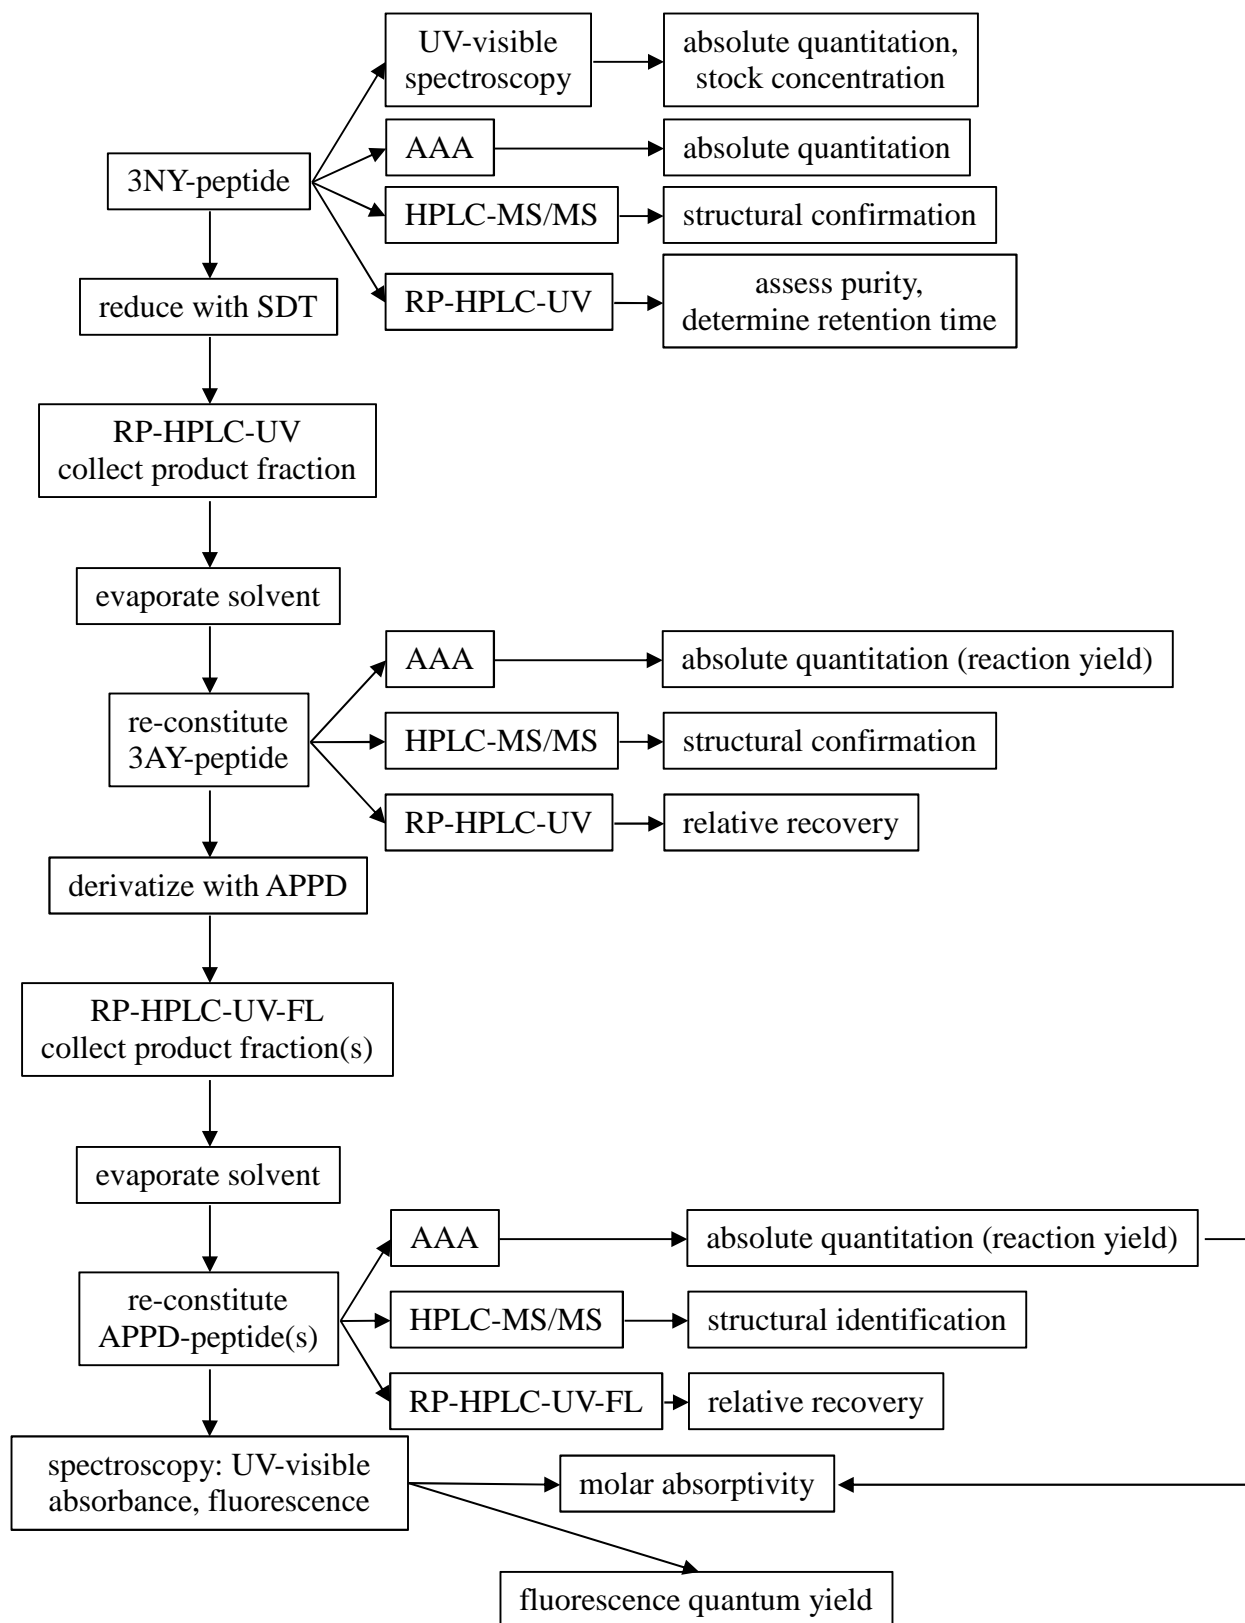 UV-visible
spectroscopy
absolute quantitation,
stock concentration
AAA
absolute quantitation
3NY-peptide
HPLC-MS/MS
structural confirmation
RP-HPLC-UV
assess purity,
determine retention time
reduce with SDT
RP-HPLC-UV
collect product fraction
evaporate solvent
AAA
absolute quantitation (reaction yield)
re-constitute
3AY-peptide
HPLC-MS/MS
structural confirmation
RP-HPLC-UV
relative recovery
derivatize with APPD
RP-HPLC-UV-FL
collect product fraction(s)
evaporate solvent
AAA
absolute quantitation (reaction yield)
re-constitute
APPD-peptide(s)
HPLC-MS/MS
structural identification
RP-HPLC-UV-FL
relative recovery
spectroscopy: UV-visible
absorbance, fluorescence
molar absorptivity
fluorescence quantum yield